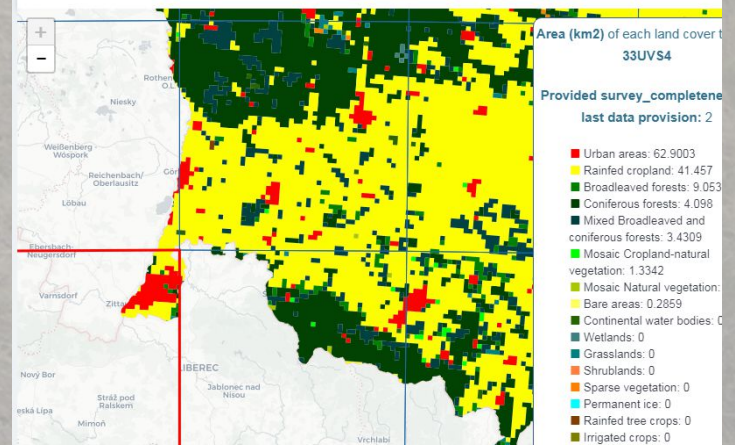 +
−
Rothen
O.L
Niesky
Weißenberg
Wóspork
Reichenbach/
Oberlausitz
Gör
Löbau
Ebersbach-
Neugersdorf
Varnsdorf
Zittau
LIBEREC
Nový Bor
Jablonec nad
Nisou
Stráž pod
Ralskem
eská Lípa
Mimoň
Vrchlabí
Area (km2) of each land cover t
33UVS4
Provided survey_completene
last data provision: 2
Urban areas: 62.9003
Rainfed cropland: 41.457
Broadleaved forests: 9.053
Coniferous forests: 4.098
Mixed Broadleaved and
coniferous forests: 3.4309
Mosaic Cropland-natural
vegetation: 1.3342
Mosaic Natural vegetation:
Bare areas: 0.2859
Continental water bodies: 0
Wetlands: 0
Grasslands: 0
Shrublands: 0
Sparse vegetation: 0
Permanent ice: 0
Rainfed tree crops: 0
Irrigated crops: 0